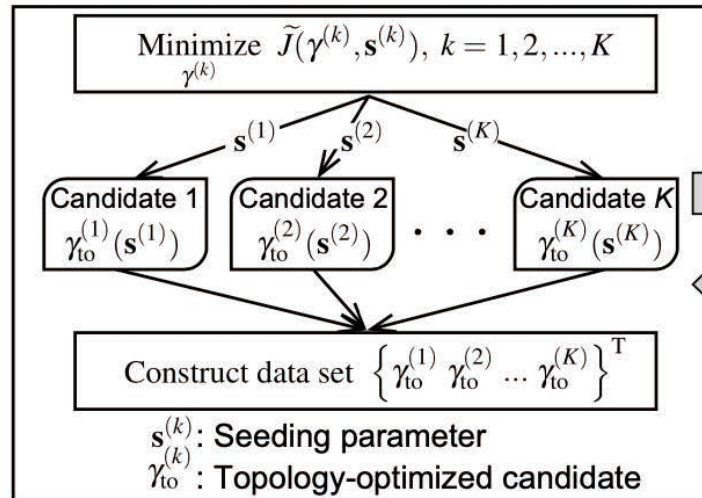 Minimize J̃(γ^(k), s^(k)), k = 1, 2, ..., K
γ^(k)
s^(1) s^(2) s^(K)
Candidate 1 Candidate 2 Candidate K
γ_to^(1)(s^(1)) γ_to^(2)(s^(2)) · · · γ_to^(K)(s^(K))
Construct data set {γ_to^(1) γ_to^(2) ... γ_to^(K)}^T
s^(k): Seeding parameter
γ_to^(k): Topology-optimized candidate